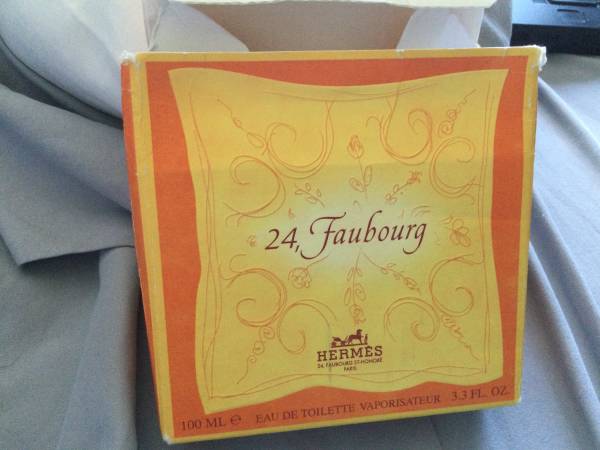 24, Faubourg
HERMÈS
24, FAUBOURG ST-HONORÉ
PARIS
100 ML ℮ EAU DE TOILETTE VAPORISATEUR 3.3 FL. OZ.